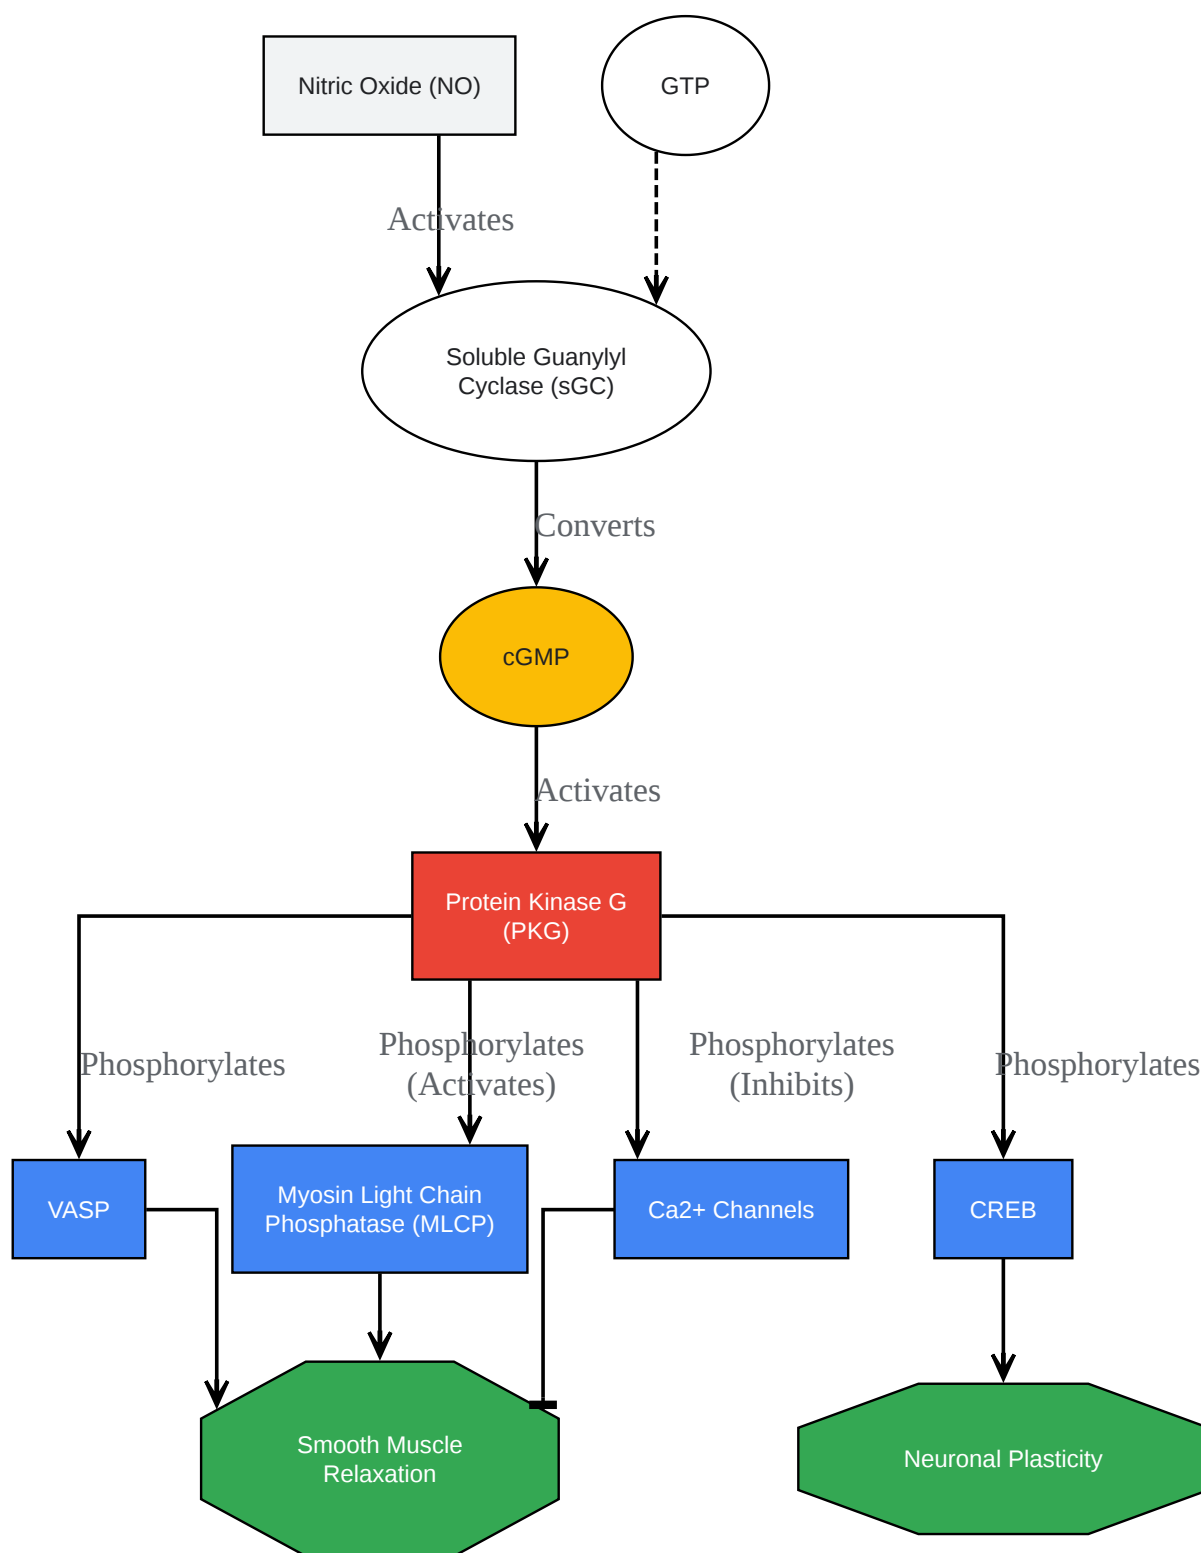 Nitric Oxide (NO)
GTP
Activates
Soluble Guanylyl
Cyclase (sGC)
Converts
cGMP
Activates
Protein Kinase G
(PKG)
Phosphorylates
Phosphorylates
(Activates)
Phosphorylates
(Inhibits)
Phosphorylates
VASP
Myosin Light Chain
Phosphatase (MLCP)
Ca2+ Channels
CREB
Smooth Muscle
Relaxation
Neuronal Plasticity